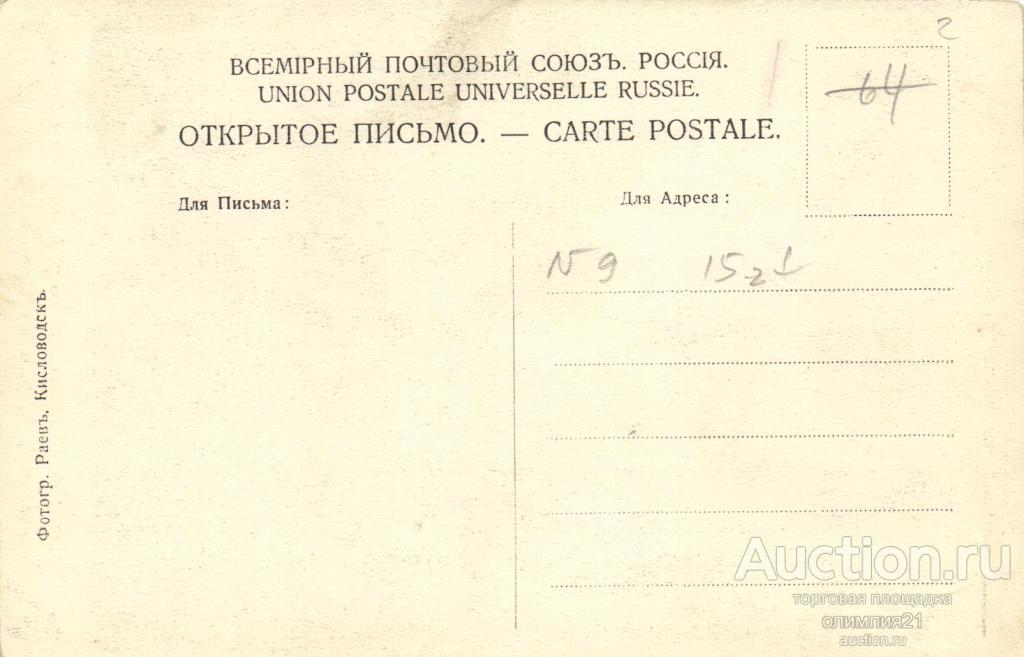 2
ВСЕМІРНЫЙ ПОЧТОВЫЙ СОЮЗЪ. РОССІЯ.
UNION POSTALE UNIVERSELLE RUSSIE.
64
ОТКРЫТОЕ ПИСЬМО. — CARTE POSTALE.
Для Письма:
Для Адреса:
N 9
Фотогр. Раевъ, Кисловодскъ.
Auction.ru
торговая площадка
олимпия21
auction.ru